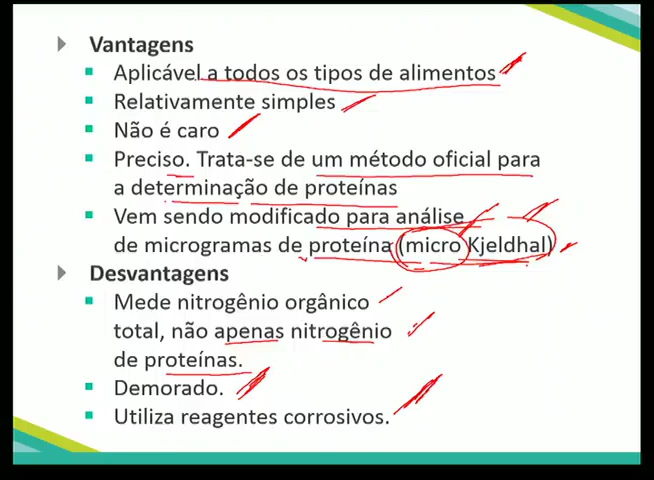 Vantagens
Aplicável a todos os tipos de alimentos
Relativamente simples
Não é caro
Preciso. Trata-se de um método oficial para
a determinação de proteínas
Vem sendo modificado para análise
de microgramas de proteína (micro Kjeldhal)
Desvantagens
Mede nitrogênio orgânico
total, não apenas nitrogênio
de proteínas.
Demorado.
Utiliza reagentes corrosivos.